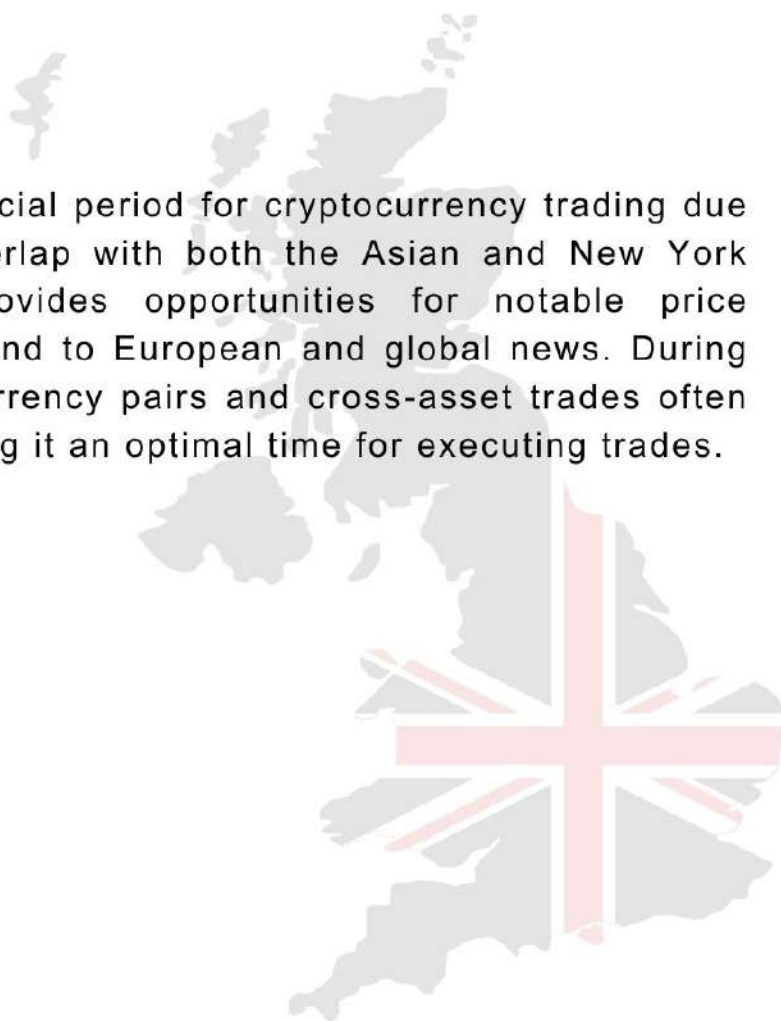 cial period for cryptocurrency trading due
erlap with both the Asian and New York
ovides opportunities for notable price
nd to European and global news. During
rrency pairs and cross-asset trades often
g it an optimal time for executing trades.